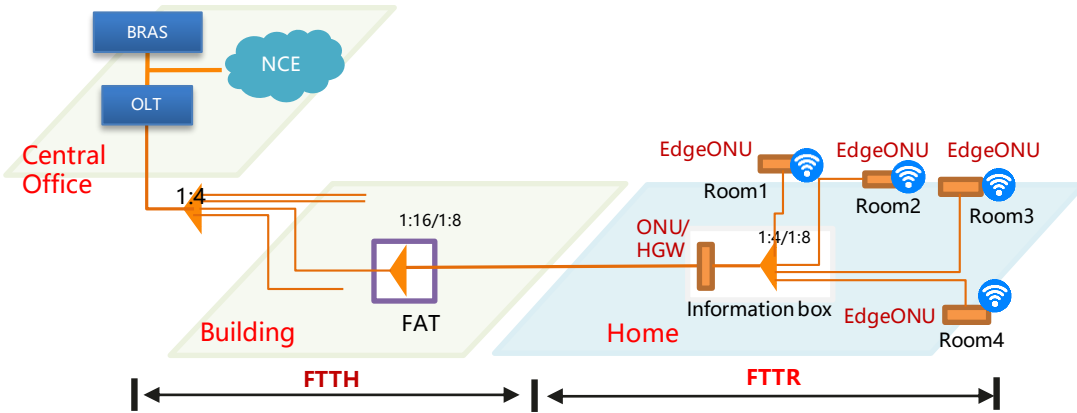 BRAS
NCE
OLT
Central
Office
1:4
1:16/1:8
FAT
Building
EdgeONU
Room1
EdgeONU
Room2
EdgeONU
Room3
ONU/
HGW
1:4/1:8
Information box
EdgeONU
Room4
Home
FTTH
FTTR